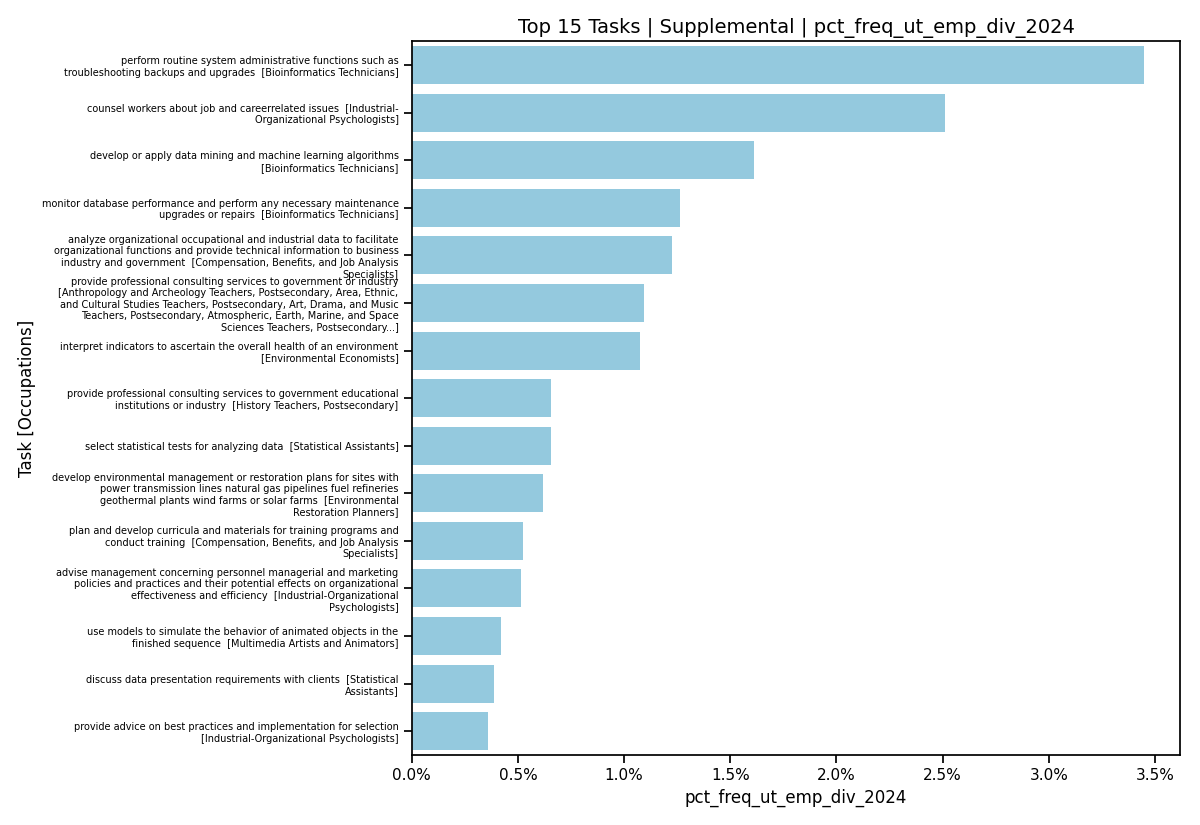 Top 15 Tasks | Supplemental | pct_freq_ut_emp_div_2024
perform routine system administrative functions such as
troubleshooting backups and upgrades [Bioinformatics Technicians]
counsel workers about job and careerrelated issues [Industrial-
Organizational Psychologists]
develop or apply data mining and machine learning algorithms
[Bioinformatics Technicians]
monitor database performance and perform any necessary maintenance
upgrades or repairs [Bioinformatics Technicians]
analyze organizational occupational and industrial data to facilitate
organizational functions and provide technical information to business
industry and government [Compensation, Benefits, and Job Analysis
Specialists]
provide professional consulting services to government or industry
[Anthropology and Archeology Teachers, Postsecondary, Area, Ethnic,
and Cultural Studies Teachers, Postsecondary, Art, Drama, and Music
Teachers, Postsecondary, Atmospheric, Earth, Marine, and Space
Sciences Teachers, Postsecondary...]
interpret indicators to ascertain the overall health of an environment
[Environmental Economists]
provide professional consulting services to government educational
institutions or industry [History Teachers, Postsecondary]
select statistical tests for analyzing data [Statistical Assistants]
develop environmental management or restoration plans for sites with
power transmission lines natural gas pipelines fuel refineries
geothermal plants wind farms or solar farms [Environmental
Restoration Planners]
plan and develop curricula and materials for training programs and
conduct training [Compensation, Benefits, and Job Analysis
Specialists]
advise management concerning personnel managerial and marketing
policies and practices and their potential effects on organizational
effectiveness and efficiency [Industrial-Organizational
Psychologists]
use models to simulate the behavior of animated objects in the
finished sequence [Multimedia Artists and Animators]
discuss data presentation requirements with clients [Statistical
Assistants]
provide advice on best practices and implementation for selection
[Industrial-Organizational Psychologists]
Task [Occupations]
0.0% 0.5% 1.0% 1.5% 2.0% 2.5% 3.0% 3.5%
pct_freq_ut_emp_div_2024